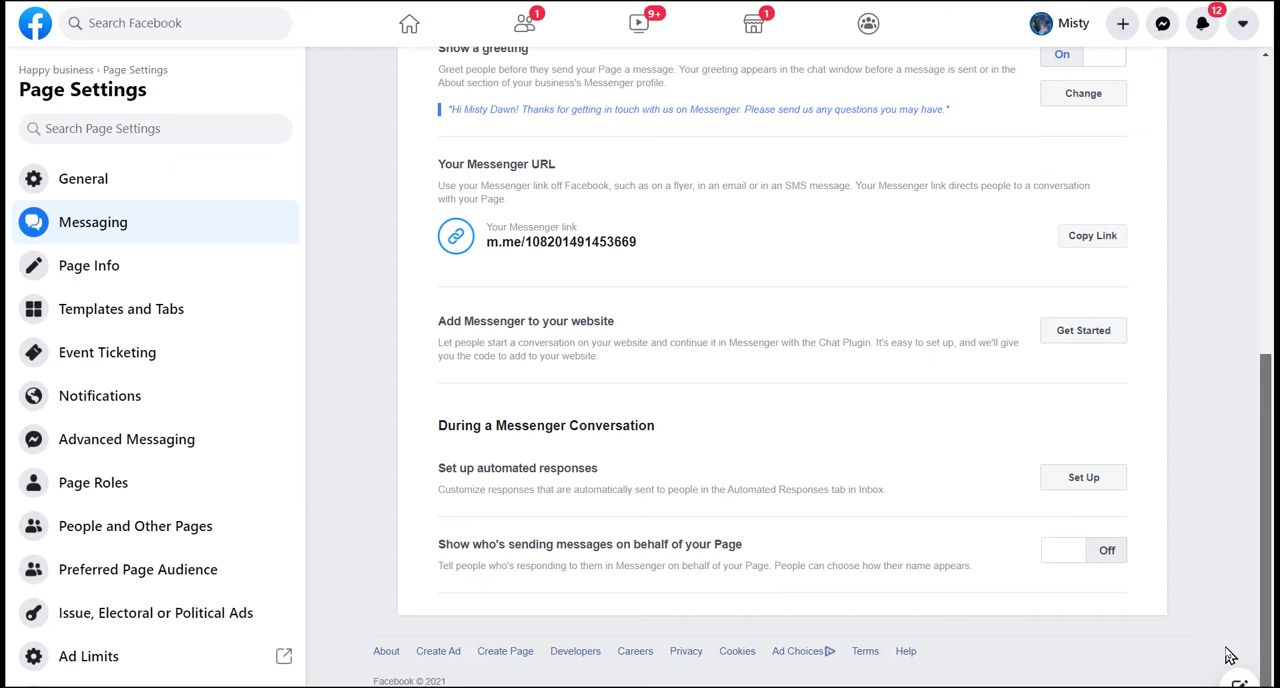 Search Facebook
1
9+
1
Misty
12
Happy business › Page Settings
Page Settings
Search Page Settings
General
Messaging
Page Info
Templates and Tabs
Event Ticketing
Notifications
Advanced Messaging
Page Roles
People and Other Pages
Preferred Page Audience
Issue, Electoral or Political Ads
Ad Limits
Show a greeting
On
Greet people before they send your Page a message. Your greeting appears in the chat window before a message is sent or in the
About section of your business's Messenger profile.
Change
"Hi Misty Dawn! Thanks for getting in touch with us on Messenger. Please send us any questions you may have."
Your Messenger URL
Use your Messenger link off Facebook, such as on a flyer, in an email or in an SMS message. Your Messenger link directs people to a conversation
with your Page.
Your Messenger link
m.me/108201491453669
Copy Link
Add Messenger to your website
Let people start a conversation on your website and continue it in Messenger with the Chat Plugin. It's easy to set up, and we'll give
you the code to add to your website.
Get Started
During a Messenger Conversation
Set up automated responses
Customize responses that are automatically sent to people in the Automated Responses tab in Inbox.
Set Up
Show who's sending messages on behalf of your Page
Tell people who's responding to them in Messenger on behalf of your Page. People can choose how their name appears.
Off
About Create Ad Create Page Developers Careers Privacy Cookies Ad Choices Terms Help
Facebook © 2021